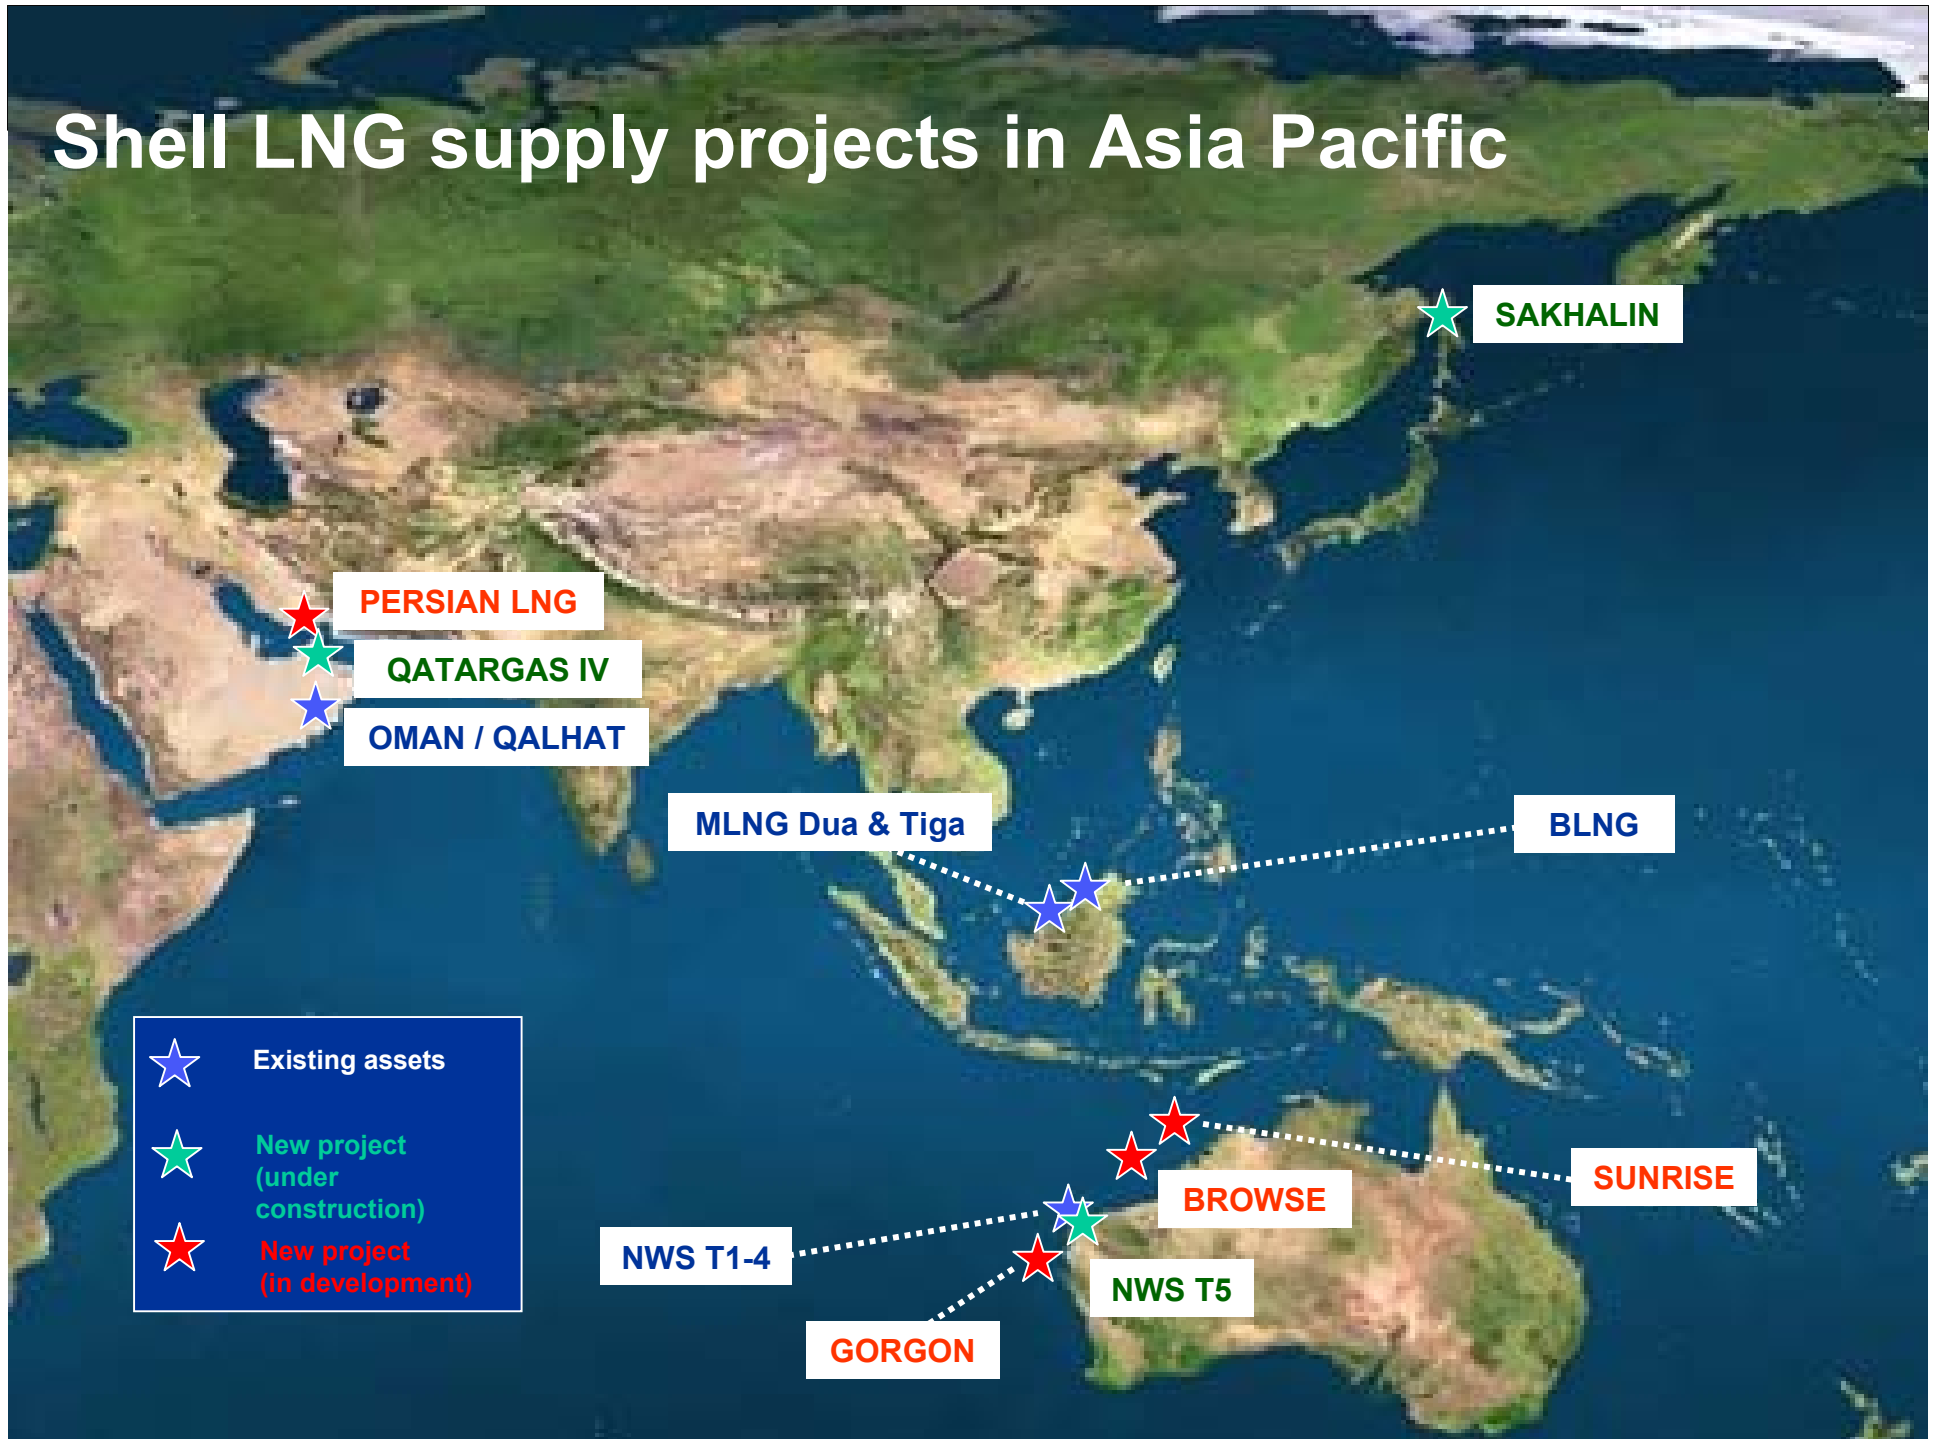 Shell LNG supply projects in Asia Pacific
SAKHALIN
PERSIAN LNG
QATARGAS IV
OMAN / QALHAT
MLNG Dua & Tiga
BLNG
Existing assets
New project
(under
construction)
New project
(in development)
SUNRISE
BROWSE
NWS T1-4
NWS T5
GORGON